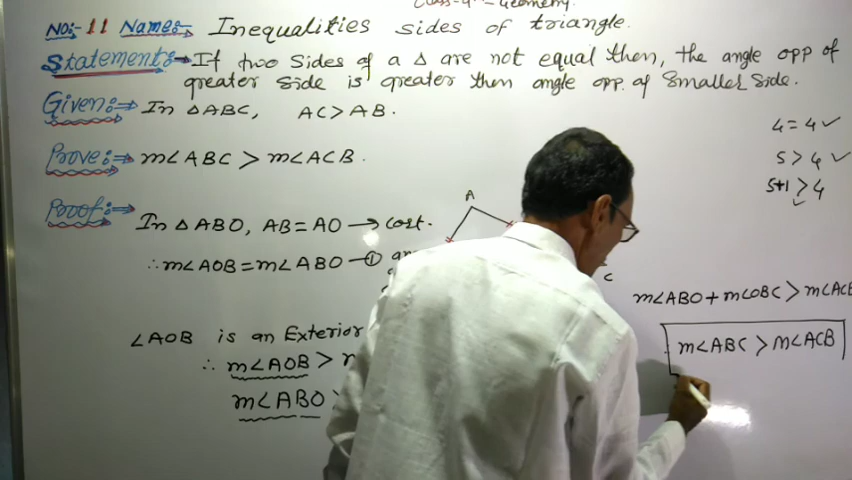 Class-9th - Geometry.
No:-11 Names:- Inequalities sides of triangle.
Statement:- If two Sides of a Δ are not equal then, the angle opp of
greater Side is greater then angle opp. of Smaller Side.
Given:- In ΔABC, AC > AB.
Prove:- m∠ABC > m∠ACB.
Proof:- In ΔABO, AB = AO → cost.
∴ m∠AOB = m∠ABO — ①
∠AOB is an Exterior
∴ m∠AOB >
m∠ABO >
A
C
4 = 4 ✓
5 > 4 ✓
5+1 > 4
✓
m∠ABO + m∠OBC > m∠ACB
m∠ABC > m∠ACB